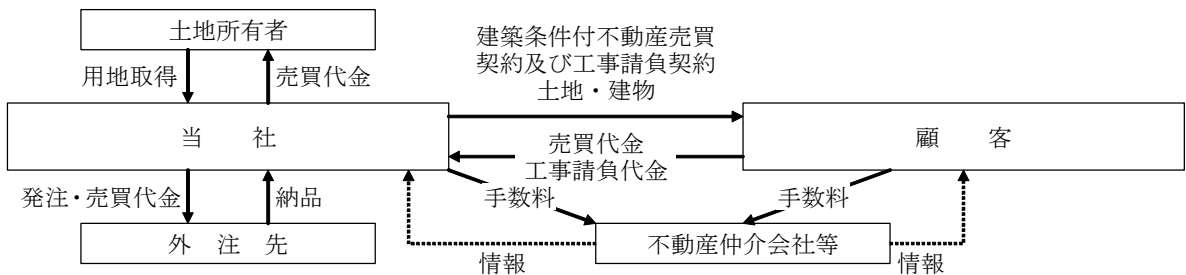 土地所有者
建築条件付不動産売買
契約及び工事請負契約
土地・建物
用地取得
売買代金
当 社
売買代金
工事請負代金
顧 客
発注・売買代金
納品
手数料
手数料
外 注 先
不動産仲介会社等
情報
情報